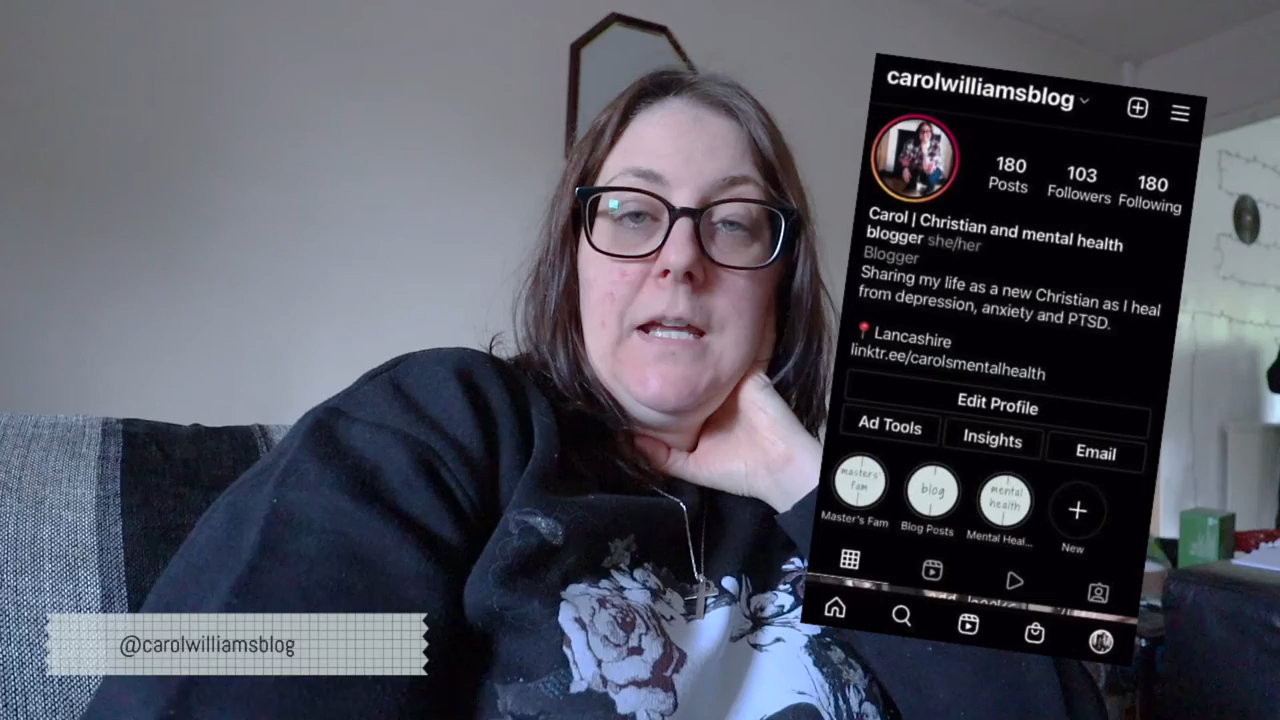 carolwilliamsblog
180
Posts
103
Followers
180
Following
Carol | Christian and mental health
blogger she/her
Blogger
Sharing my life as a new Christian as I heal
from depression, anxiety and PTSD.
📍 Lancashire
linktr.ee/carolsmentalhealth
Edit Profile
Ad Tools
Insights
Email
masters'
fam
blog
mental
health
Master's Fam
Blog Posts
Mental Heal...
New
@carolwilliamsblog